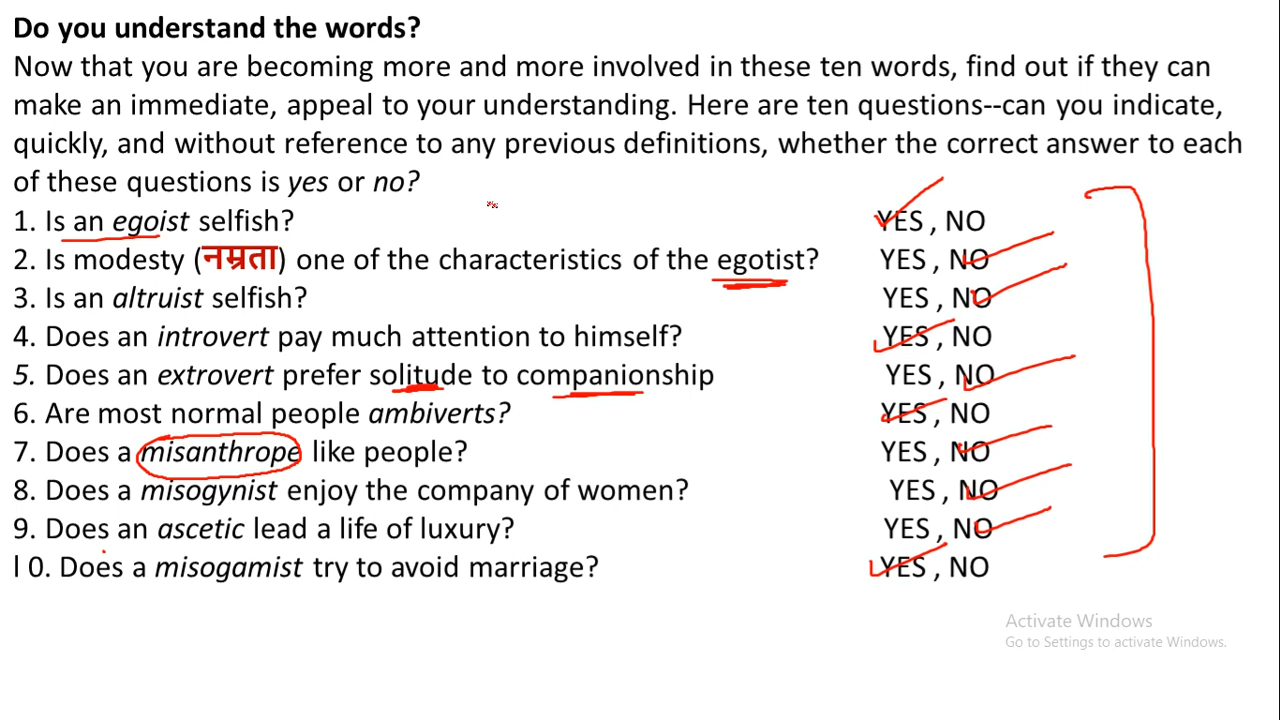 Do you understand the words?
Now that you are becoming more and more involved in these ten words, find out if they can
make an immediate, appeal to your understanding. Here are ten questions--can you indicate,
quickly, and without reference to any previous definitions, whether the correct answer to each
of these questions is yes or no?
1. Is an egoist selfish? YES , NO
2. Is modesty (नम्रता) one of the characteristics of the egotist? YES , NO
3. Is an altruist selfish? YES , NO
4. Does an introvert pay much attention to himself? YES , NO
5. Does an extrovert prefer solitude to companionship YES , NO
6. Are most normal people ambiverts? YES , NO
7. Does a misanthrope like people? YES , NO
8. Does a misogynist enjoy the company of women? YES , NO
9. Does an ascetic lead a life of luxury? YES , NO
l 0. Does a misogamist try to avoid marriage? YES , NO
Activate Windows
Go to Settings to activate Windows.